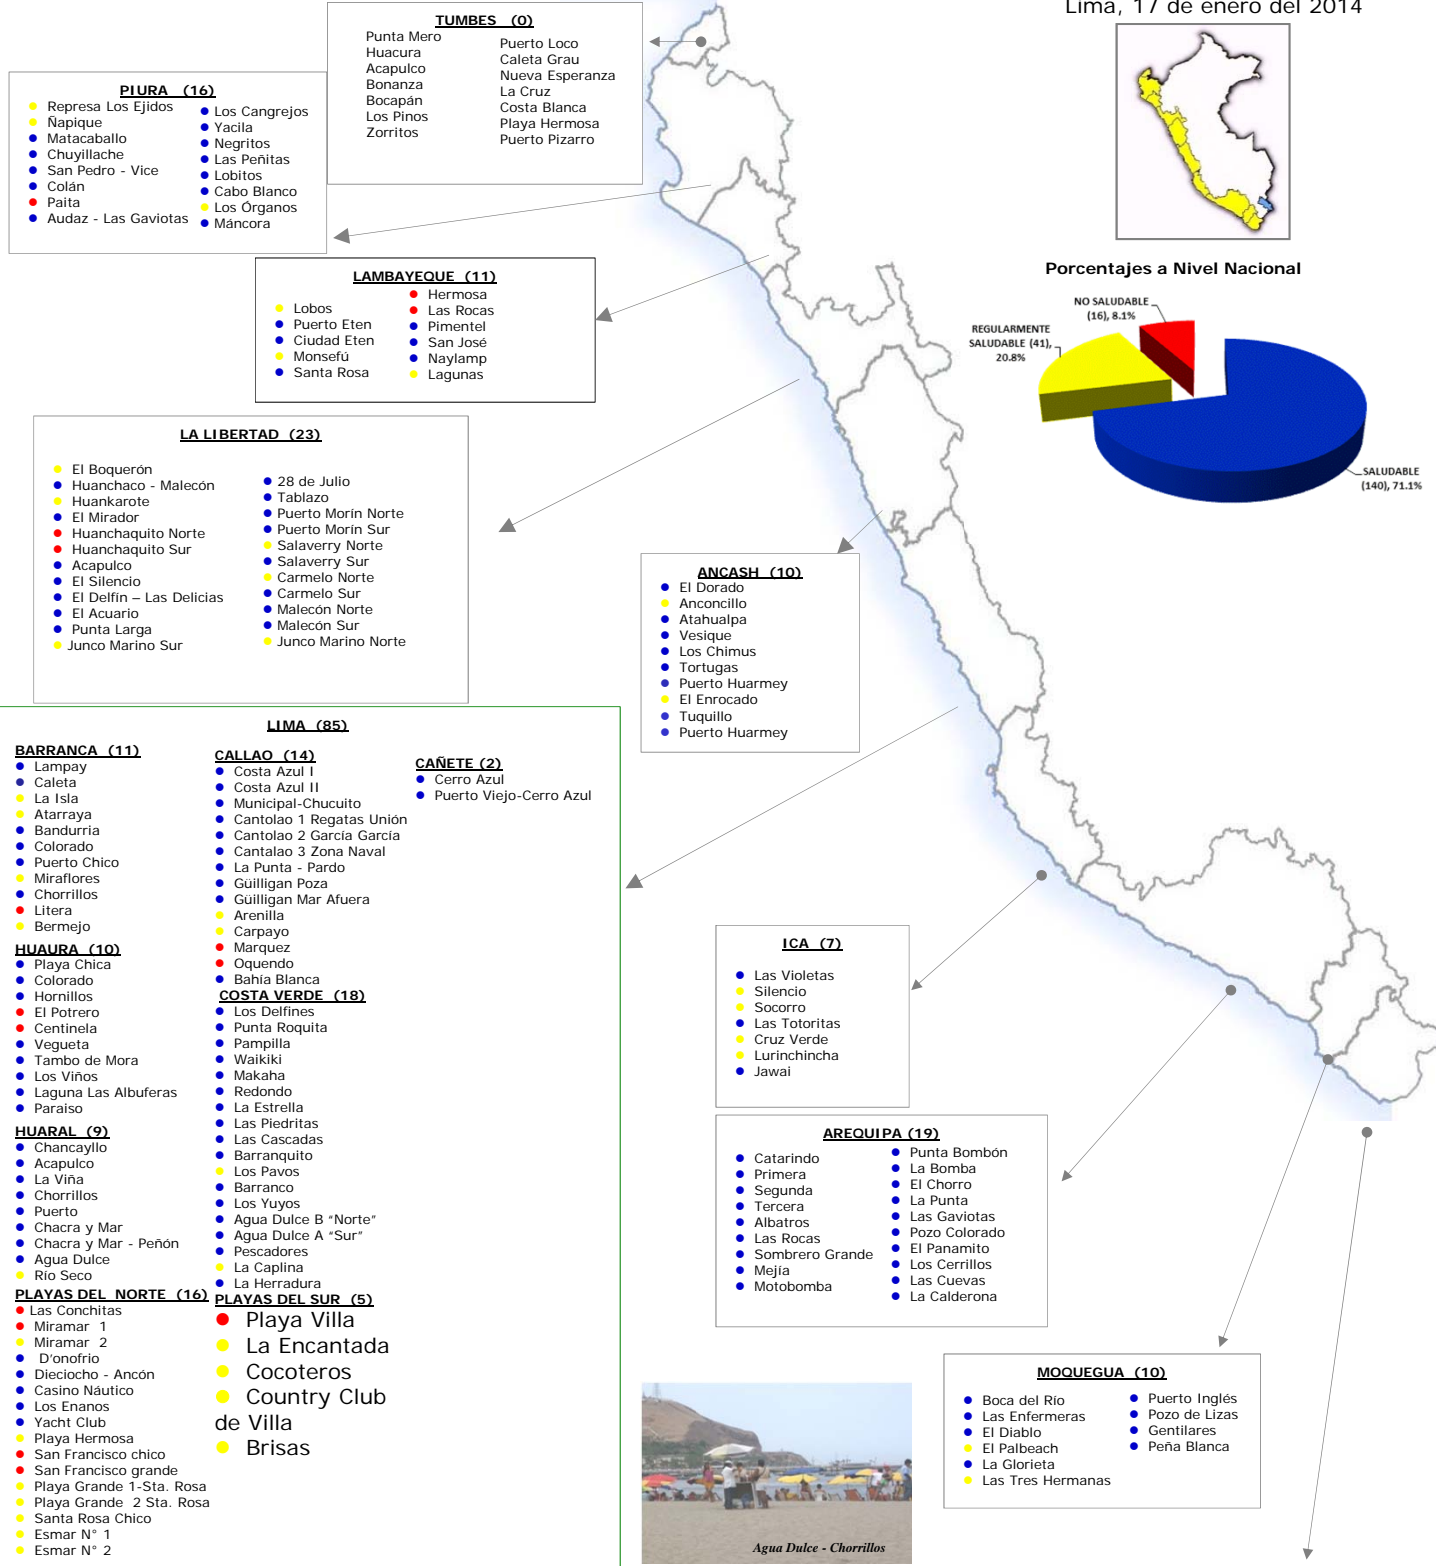 Lima, 17 de enero del 2014
TUMBES (0)
Punta Mero
Huacura
Acapulco
Bonanza
Bocapán
Los Pinos
Zorritos
Puerto Loco
Caleta Grau
Nueva Esperanza
La Cruz
Costa Blanca
Playa Hermosa
Puerto Pizarro
PIURA (16)
Represa Los Ejidos
Ñapique
Matacaballo
Chuyillache
San Pedro - Vice
Colán
Paita
Audaz - Las Gaviotas
Los Cangrejos
Yacila
Negritos
Las Peñitas
Lobitos
Cabo Blanco
Los Órganos
Máncora
LAMBAYEQUE (11)
Lobos
Puerto Eten
Ciudad Eten
Monsefú
Santa Rosa
Hermosa
Las Rocas
Pimentel
San José
Naylamp
Lagunas
Porcentajes a Nivel Nacional
NO SALUDABLE
(16), 8.1%
REGULARMENTE
SALUDABLE (41),
20.8%
SALUDABLE
(140), 71.1%
LA LIBERTAD (23)
El Boquerón
Huanchaco - Malecón
Huankarote
El Mirador
Huanchaquito Norte
Huanchaquito Sur
Acapulco
El Silencio
El Delfín – Las Delicias
El Acuario
Punta Larga
Junco Marino Sur
28 de Julio
Tablazo
Puerto Morín Norte
Puerto Morín Sur
Salaverry Norte
Salaverry Sur
Carmelo Norte
Carmelo Sur
Malecón Norte
Malecón Sur
Junco Marino Norte
ANCASH (10)
El Dorado
Anconcillo
Atahualpa
Vesique
Los Chimus
Tortugas
Puerto Huarmey
El Enrocado
Tuquillo
Puerto Huarmey
LIMA (85)
BARRANCA (11)
Lampay
Caleta
La Isla
Atarraya
Bandurria
Colorado
Puerto Chico
Miraflores
Chorrillos
Litera
Bermejo
HUAURA (10)
Playa Chica
Colorado
Hornillos
El Potrero
Centinela
Vegueta
Tambo de Mora
Los Viños
Laguna Las Albuferas
Paraiso
HUARAL (9)
Chancayllo
Acapulco
La Viña
Chorrillos
Puerto
Chacra y Mar
Chacra y Mar - Peñón
Agua Dulce
Río Seco
PLAYAS DEL NORTE (16)
Las Conchitas
Miramar 1
Miramar 2
D'onofrio
Dieciocho - Ancón
Casino Náutico
Los Enanos
Yacht Club
Playa Hermosa
San Francisco chico
San Francisco grande
Playa Grande 1-Sta. Rosa
Playa Grande 2 Sta. Rosa
Santa Rosa Chico
Esmar N° 1
Esmar N° 2
CALLAO (14)
Costa Azul I
Costa Azul II
Municipal-Chucuito
Cantolao 1 Regatas Unión
Cantolao 2 García García
Cantalao 3 Zona Naval
La Punta - Pardo
Güilligan Poza
Güilligan Mar Afuera
Arenilla
Carpayo
Marquez
Oquendo
Bahía Blanca
COSTA VERDE (18)
Los Delfines
Punta Roquita
Pampilla
Waikiki
Makaha
Redondo
La Estrella
Las Piedritas
Las Cascadas
Barranquito
Los Pavos
Barranco
Los Yuyos
Agua Dulce B “Norte”
Agua Dulce A “Sur”
Pescadores
La Caplina
La Herradura
PLAYAS DEL SUR (5)
Playa Villa
La Encantada
Cocoteros
Country Club
de Villa
Brisas
CAÑETE (2)
Cerro Azul
Puerto Viejo-Cerro Azul
ICA (7)
Las Violetas
Silencio
Socorro
Las Totoritas
Cruz Verde
Lurinchincha
Jawai
AREQUIPA (19)
Catarindo
Primera
Segunda
Tercera
Albatros
Las Rocas
Sombrero Grande
Mejía
Motobomba
Punta Bombón
La Bomba
El Chorro
La Punta
Las Gaviotas
Pozo Colorado
El Panamito
Los Cerrillos
Las Cuevas
La Calderona
MOQUEGUA (10)
Boca del Río
Las Enfermeras
El Diablo
El Palbeach
La Glorieta
Las Tres Hermanas
Puerto Inglés
Pozo de Lizas
Gentilares
Peña Blanca
Agua Dulce - Chorrillos